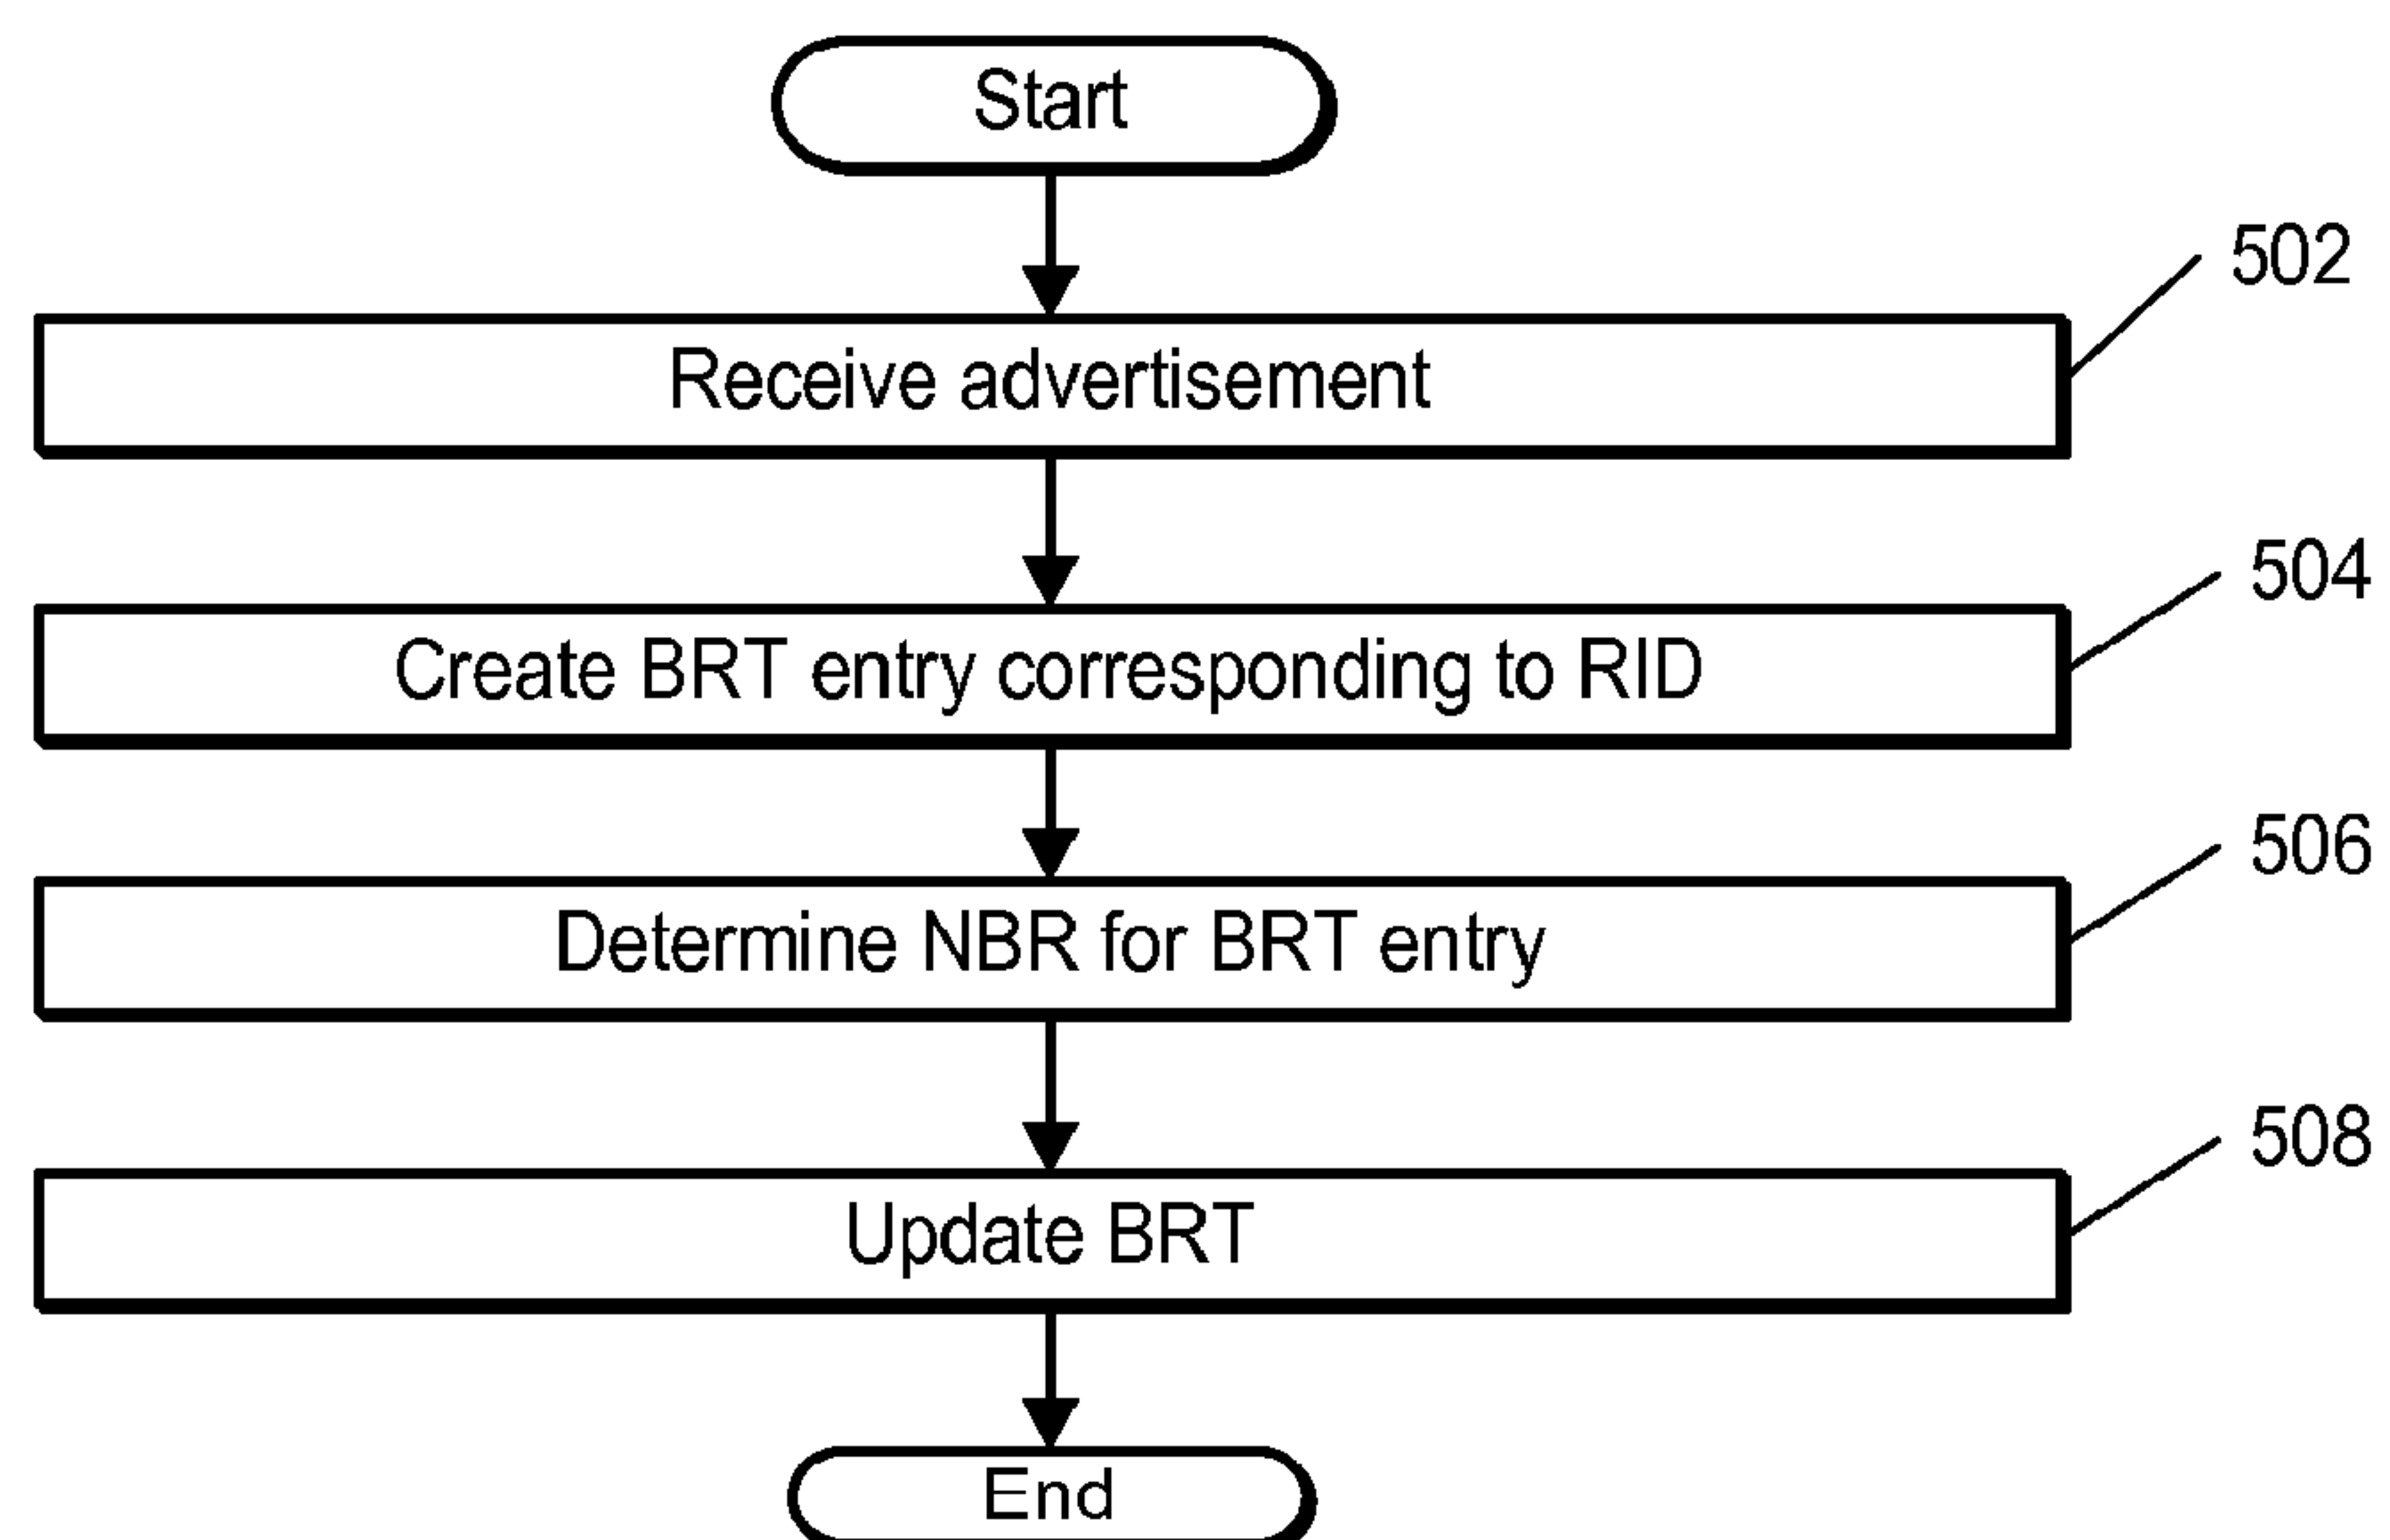 Start
502
Receive advertisement
504
Create BRT entry corresponding to RID
506
Determine NBR for BRT entry
508
Update BRT
End